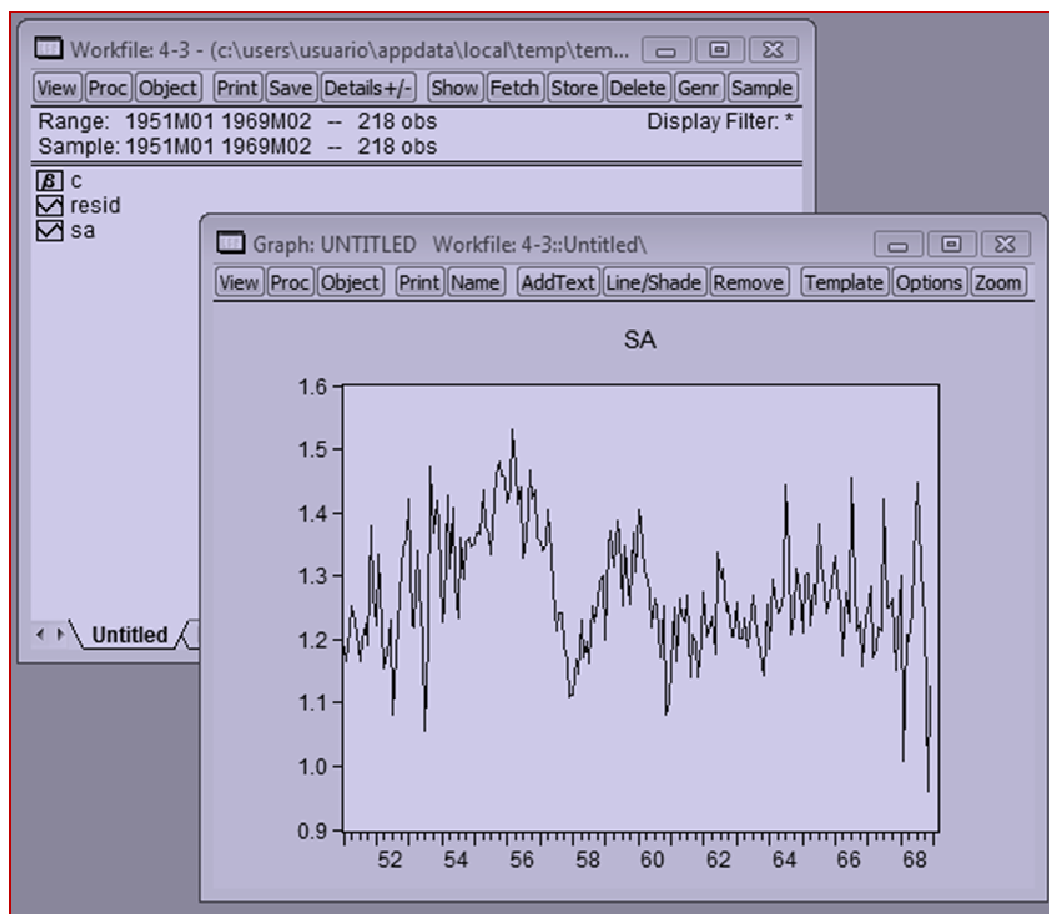 Workfile: 4-3 - (c:\users\usuario\appdata\local\temp\tem...
View Proc Object Print Save Details+/- Show Fetch Store Delete Genr Sample
Range: 1951M01 1969M02 -- 218 obs Display Filter: *
Sample: 1951M01 1969M02 -- 218 obs
β c
resid
sa
Untitled
Graph: UNTITLED Workfile: 4-3::Untitled\
View Proc Object Print Name AddText Line/Shade Remove Template Options Zoom
SA
1.6
1.5
1.4
1.3
1.2
1.1
1.0
0.9
52 54 56 58 60 62 64 66 68